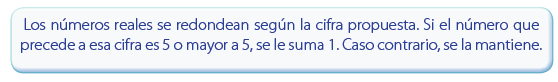 Los números reales se redondean según la cifra propuesta. Si el número que
precede a esa cifra es 5 o mayor a 5, se le suma 1. Caso contrario, se la mantiene.